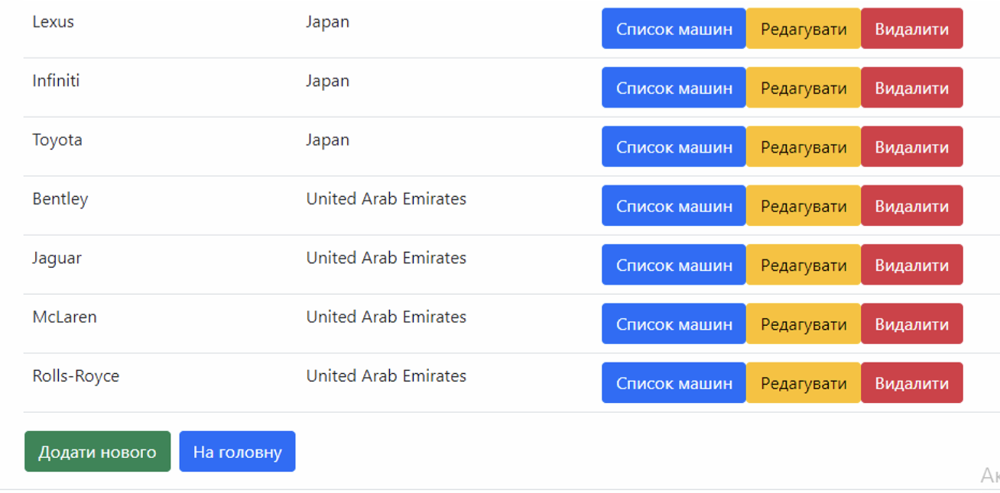 Lexus Japan Список машин Редагувати Видалити
Infiniti Japan Список машин Редагувати Видалити
Toyota Japan Список машин Редагувати Видалити
Bentley United Arab Emirates Список машин Редагувати Видалити
Jaguar United Arab Emirates Список машин Редагувати Видалити
McLaren United Arab Emirates Список машин Редагувати Видалити
Rolls-Royce United Arab Emirates Список машин Редагувати Видалити
Додати нового На головну